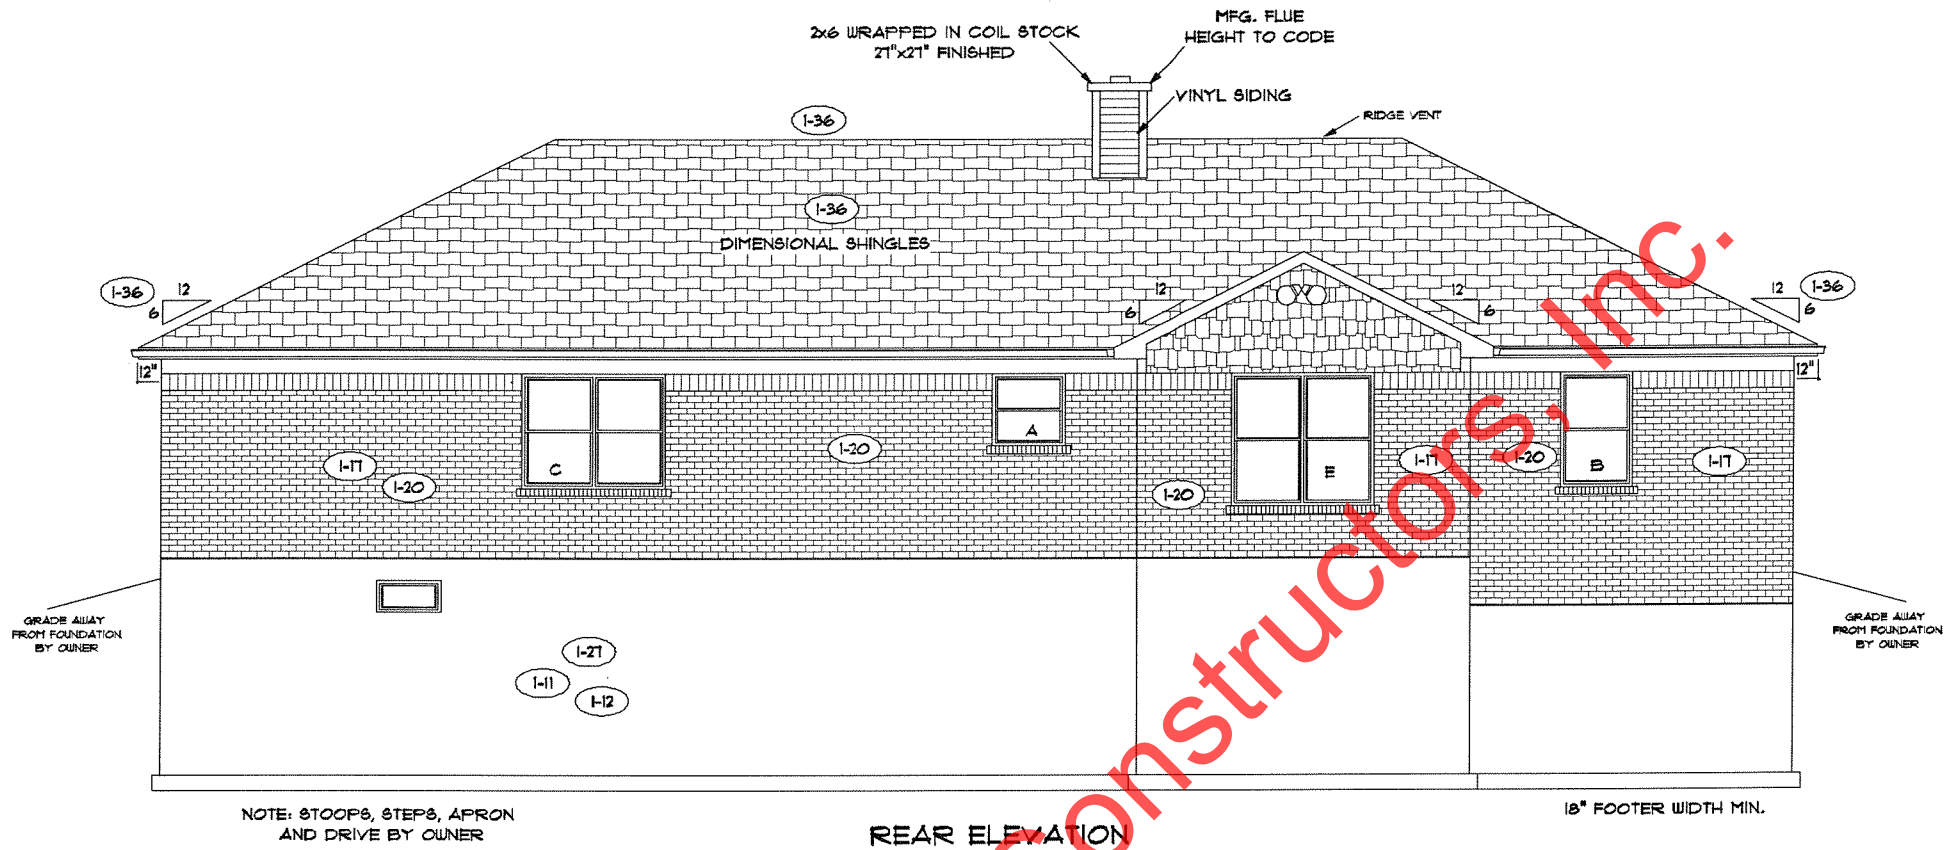 2x6 WRAPPED IN COIL STOCK
27"x27" FINISHED
MFG. FLUE
HEIGHT TO CODE
VINYL SIDING
RIDGE VENT
1-36
1-36
DIMENSIONAL SHINGLES
1-36
12
6
12
6
12
6
12
6
1-36
12"
12"
C
A
E
B
1-17
1-20
1-20
1-20
1-17
1-20
1-17
GRADE AWAY
FROM FOUNDATION
BY OWNER
GRADE AWAY
FROM FOUNDATION
BY OWNER
1-27
1-11
1-12
NOTE: STOOPS, STEPS, APRON
AND DRIVE BY OWNER
18" FOOTER WIDTH MIN.
REAR ELEVATION
Constructors, Inc.